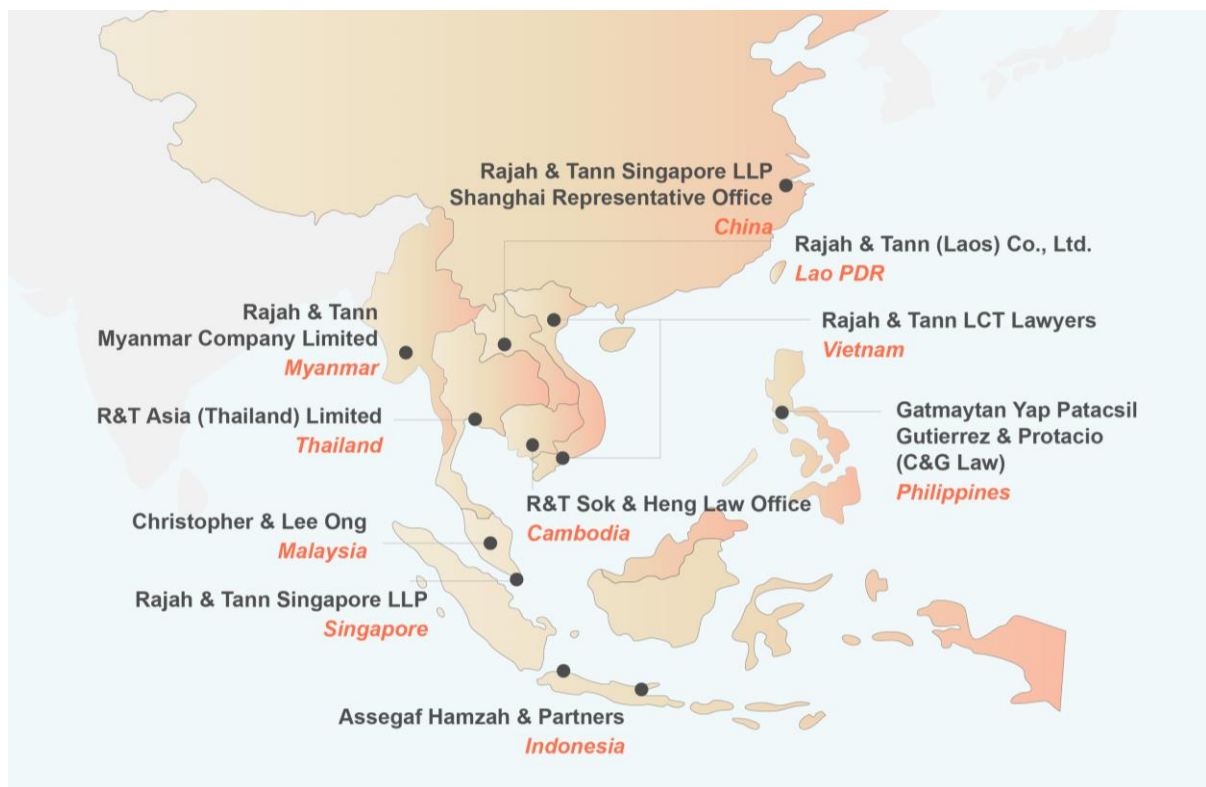 Rajah & Tann Singapore LLP
Shanghai Representative Office
China
Rajah & Tann (Laos) Co., Ltd.
Lao PDR
Rajah & Tann
Myanmar Company Limited
Myanmar
Rajah & Tann LCT Lawyers
Vietnam
R&T Asia (Thailand) Limited
Thailand
Gatmaytan Yap Patacsil
Gutierrez & Protacio
(C&G Law)
Philippines
R&T Sok & Heng Law Office
Cambodia
Christopher & Lee Ong
Malaysia
Rajah & Tann Singapore LLP
Singapore
Assegaf Hamzah & Partners
Indonesia